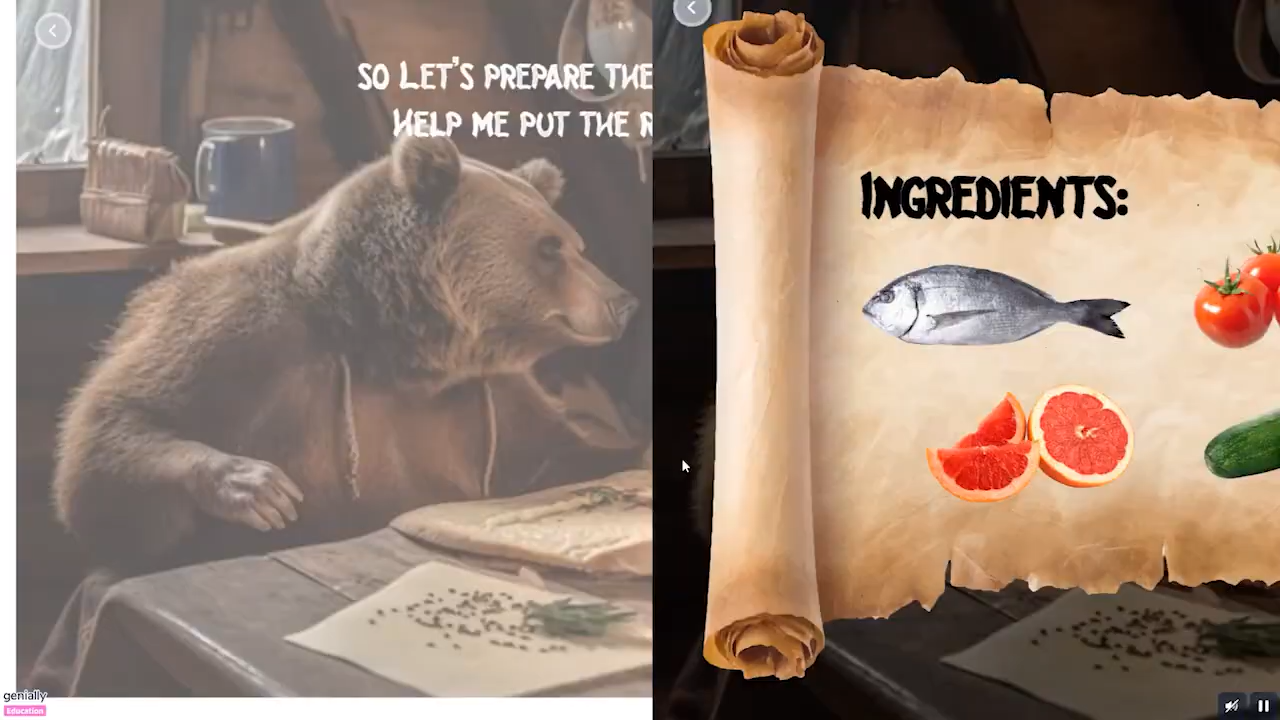 SO LET'S PREPARE THE
HELP ME PUT THE
INGREDIENTS:
genially
Education